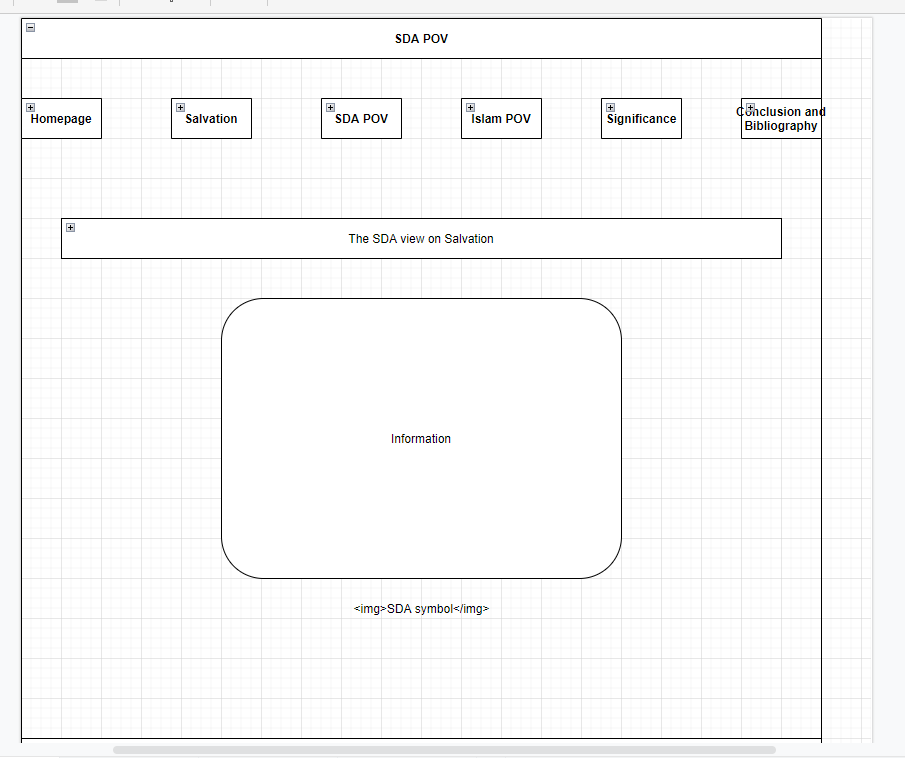 SDA POV
Homepage
Salvation
SDA POV
Islam POV
Significance
Conclusion and
Bibliography
The SDA view on Salvation
Information
<img>SDA symbol</img>